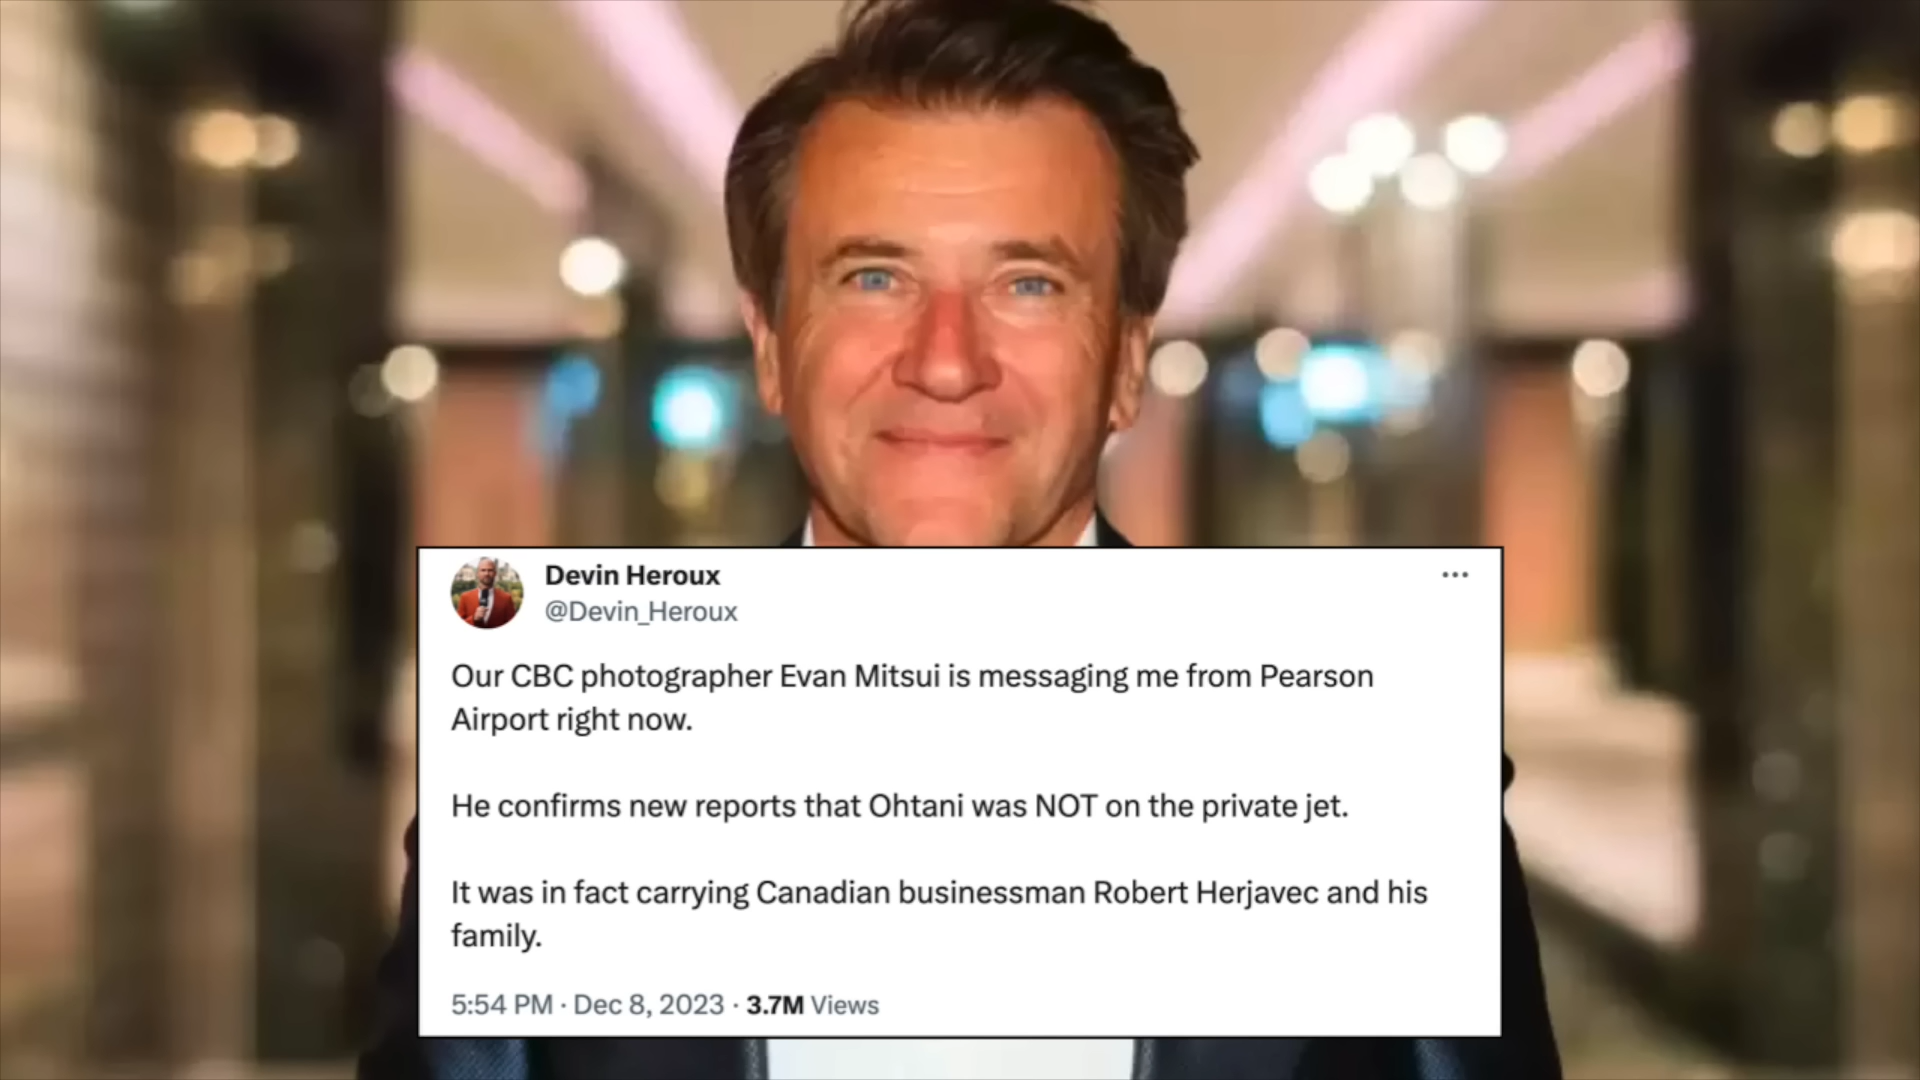 Devin Heroux
@Devin_Heroux
Our CBC photographer Evan Mitsui is messaging me from Pearson
Airport right now.
He confirms new reports that Ohtani was NOT on the private jet.
It was in fact carrying Canadian businessman Robert Herjavec and his
family.
5:54 PM · Dec 8, 2023 · 3.7M Views